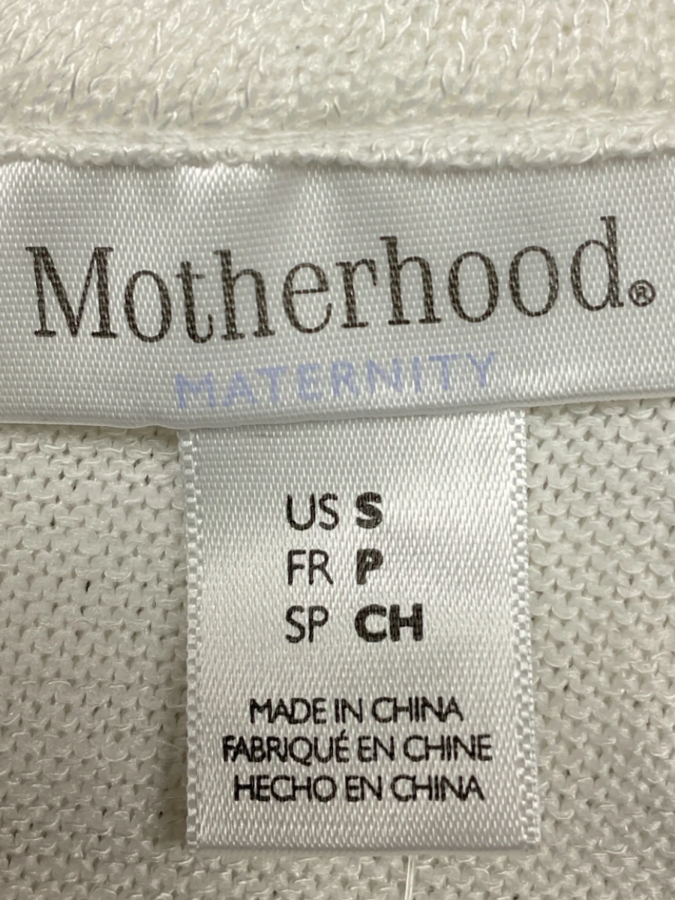 Motherhood®
MATERNITY
US S
FR P
SP CH
MADE IN CHINA
FABRIQUÉ EN CHINE
HECHO EN CHINA